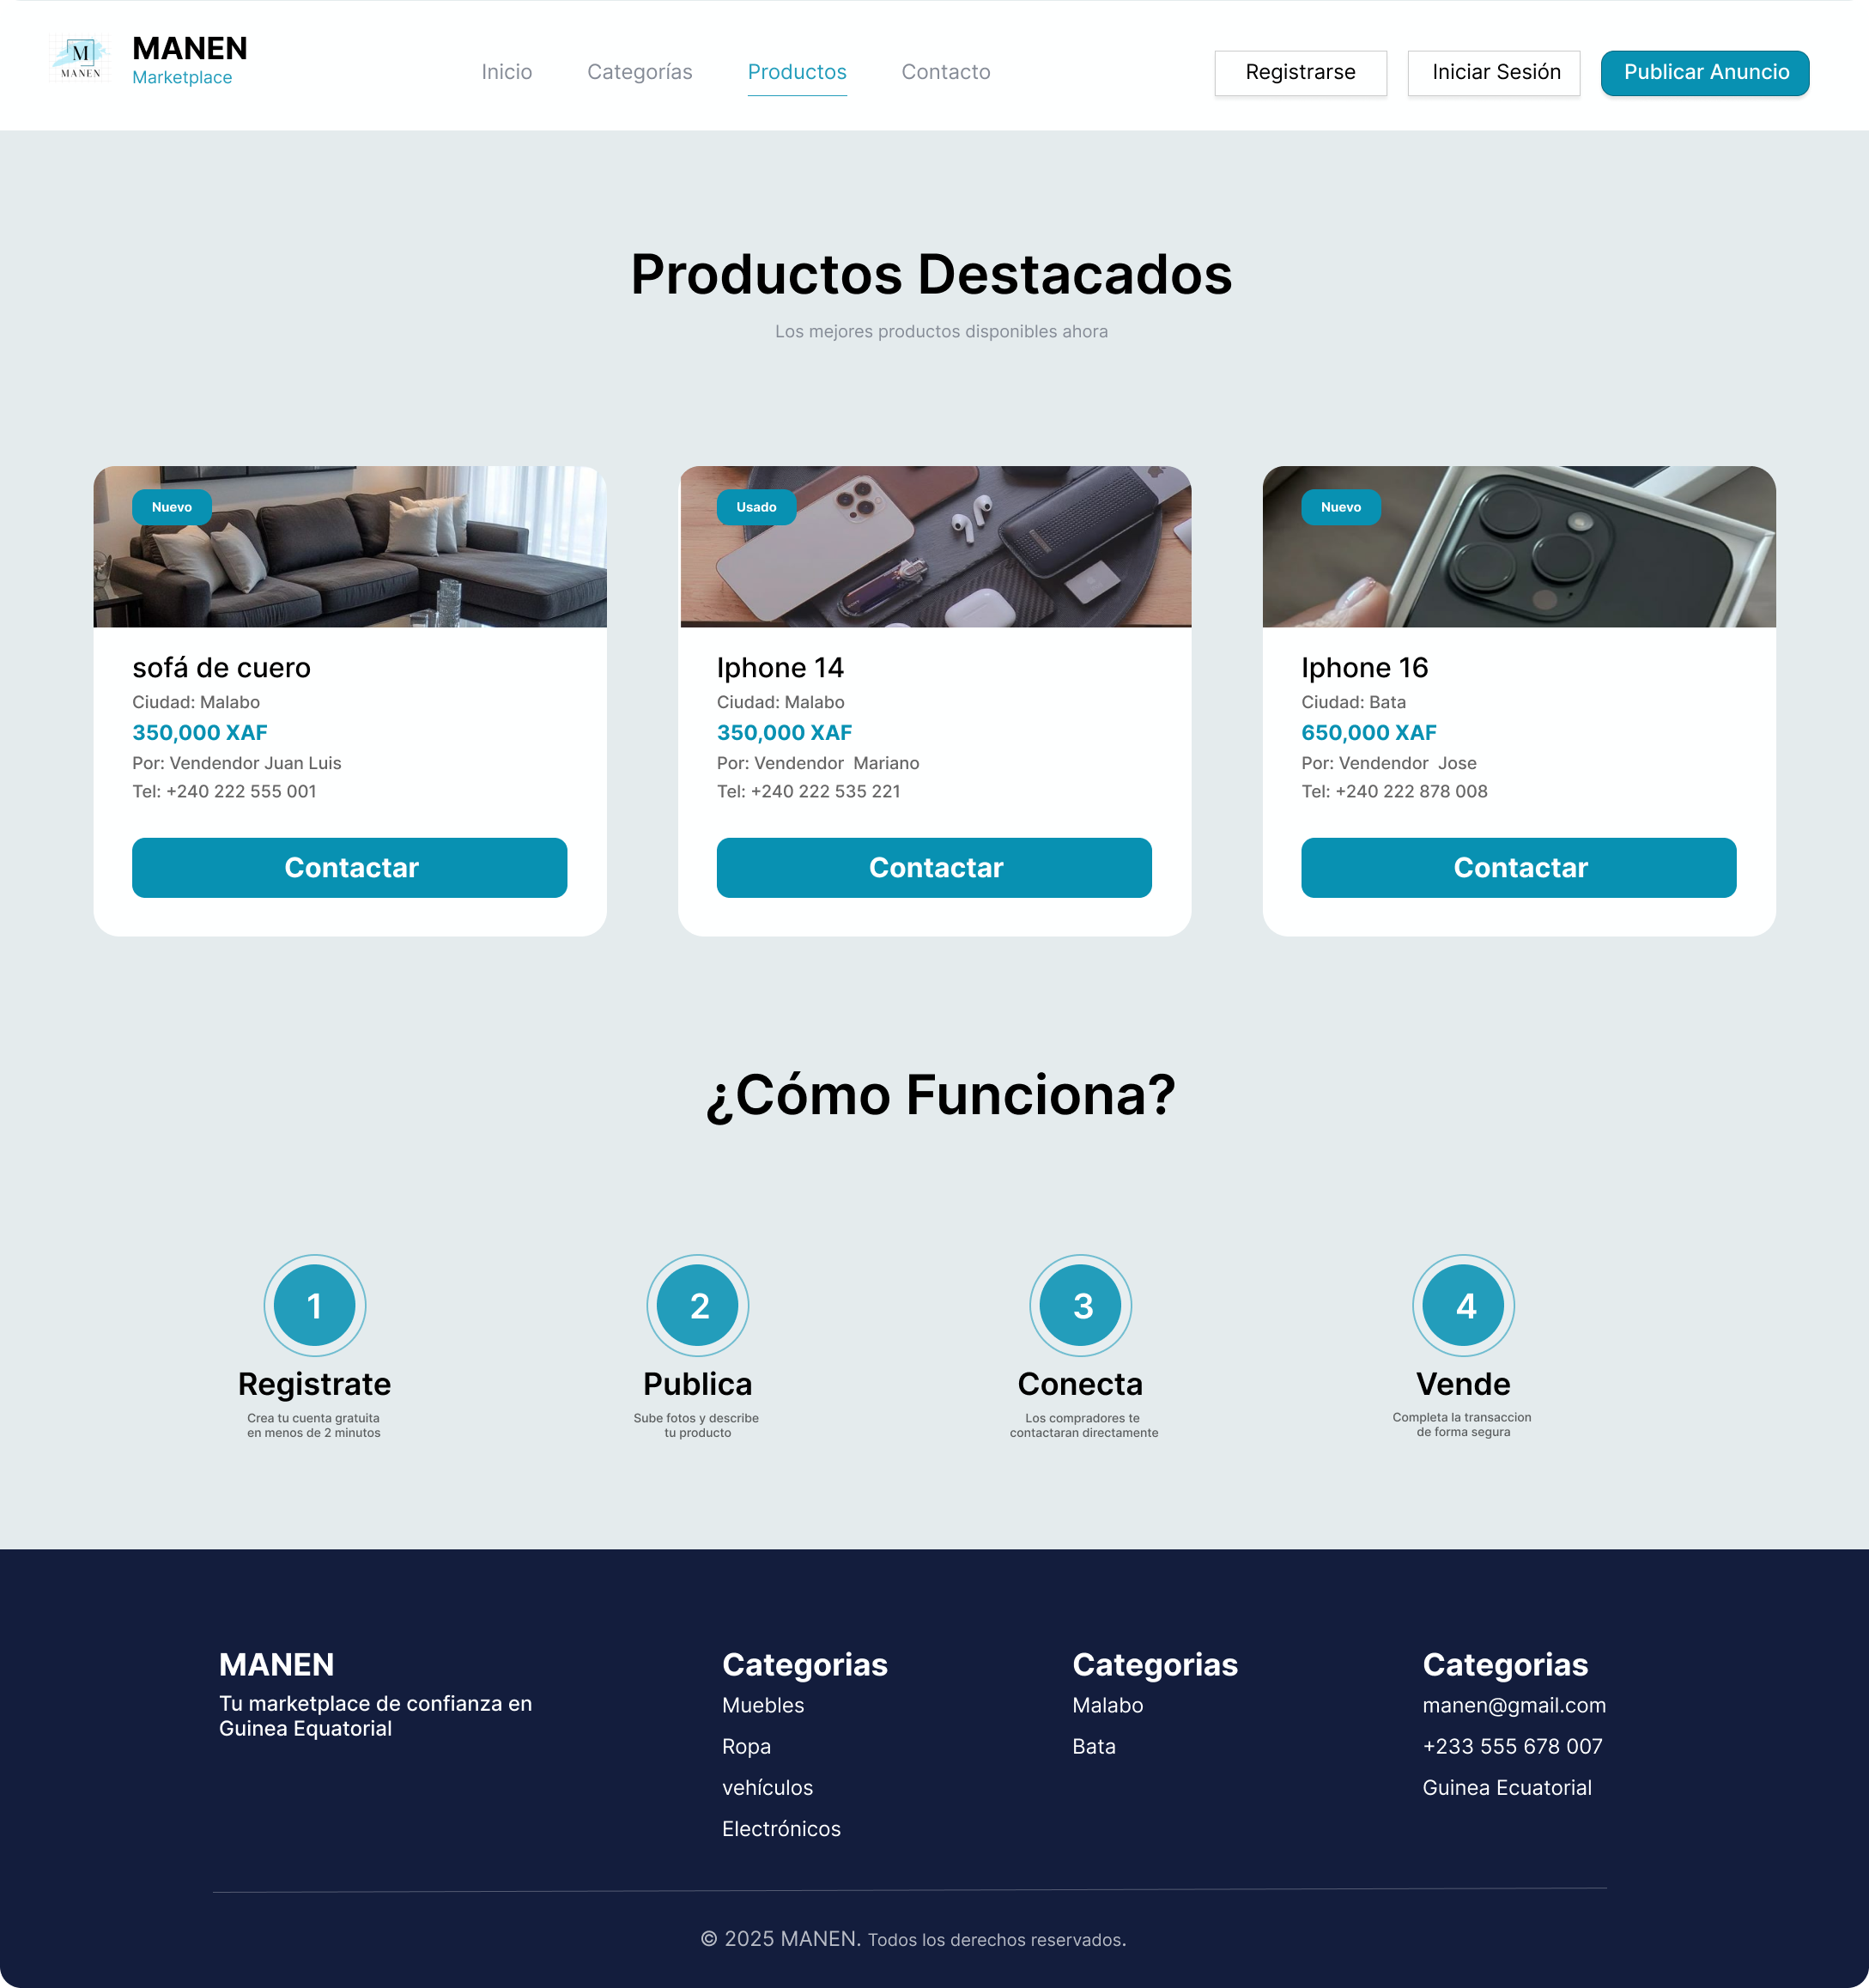 M
MANEN
MANEN
Marketplace
Inicio
Categorías
Productos
Contacto
Registrarse
Iniciar Sesión
Publicar Anuncio
Productos Destacados
Los mejores productos disponibles ahora
Nuevo
sofá de cuero
Ciudad: Malabo
350,000 XAF
Por: Vendendor Juan Luis
Tel: +240 222 555 001
Contactar
Usado
Iphone 14
Ciudad: Malabo
350,000 XAF
Por: Vendendor  Mariano
Tel: +240 222 535 221
Contactar
Nuevo
Iphone 16
Ciudad: Bata
650,000 XAF
Por: Vendendor  Jose
Tel: +240 222 878 008
Contactar
¿Cómo Funciona?
1
Registrate
Crea tu cuenta gratuita
en menos de 2 minutos
2
Publica
Sube fotos y describe
tu producto
3
Conecta
Los compradores te
contactaran directamente
4
Vende
Completa la transaccion
de forma segura
MANEN
Tu marketplace de confianza en
Guinea Equatorial
Categorias
Muebles
Ropa
vehículos
Electrónicos
Categorias
Malabo
Bata
Categorias
manen@gmail.com
+233 555 678 007
Guinea Ecuatorial
© 2025 MANEN. Todos los derechos reservados.